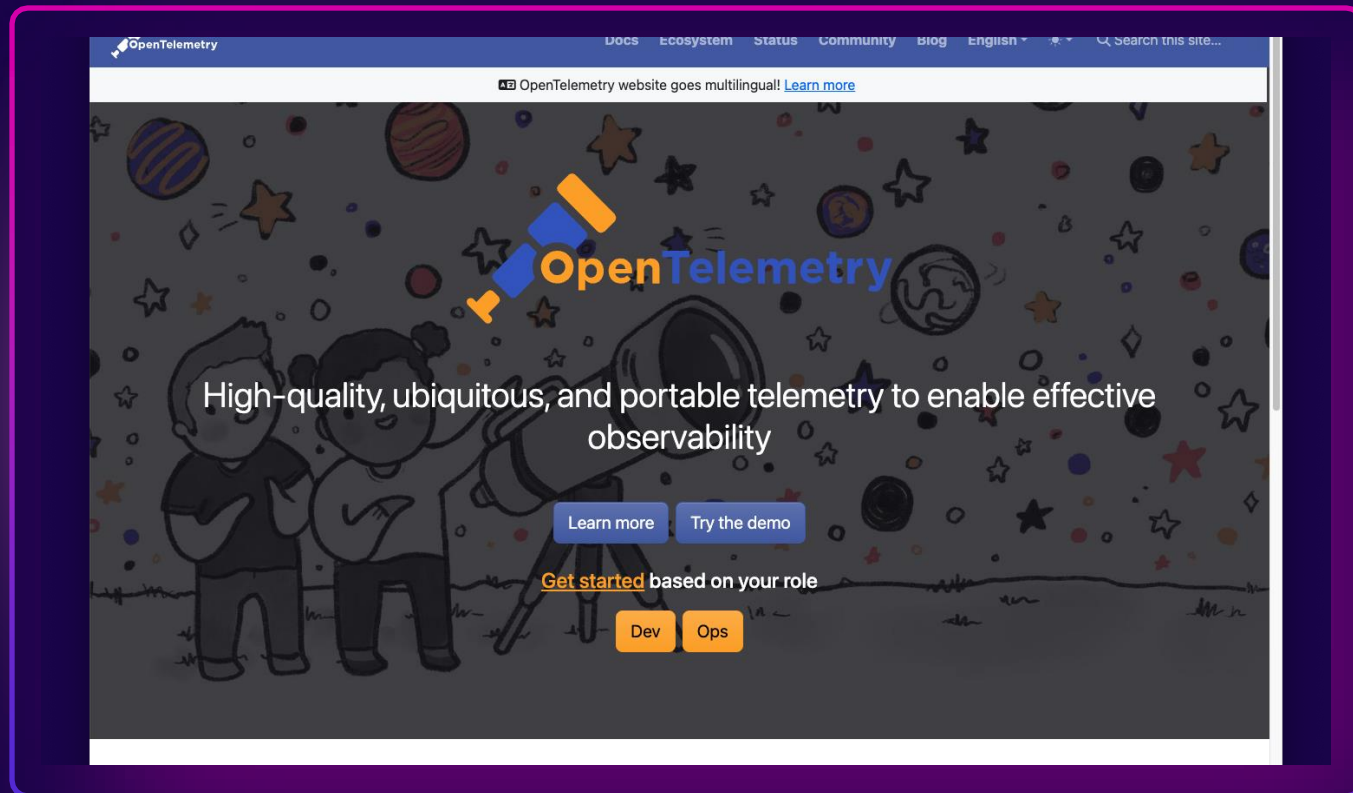 OpenTelemetry
Docs Ecosystem Status Community Blog English Search this site...
OpenTelemetry website goes multilingual! Learn more
OpenTelemetry
High-quality, ubiquitous, and portable telemetry to enable effective
observability
Learn more Try the demo
Get started based on your role
Dev Ops